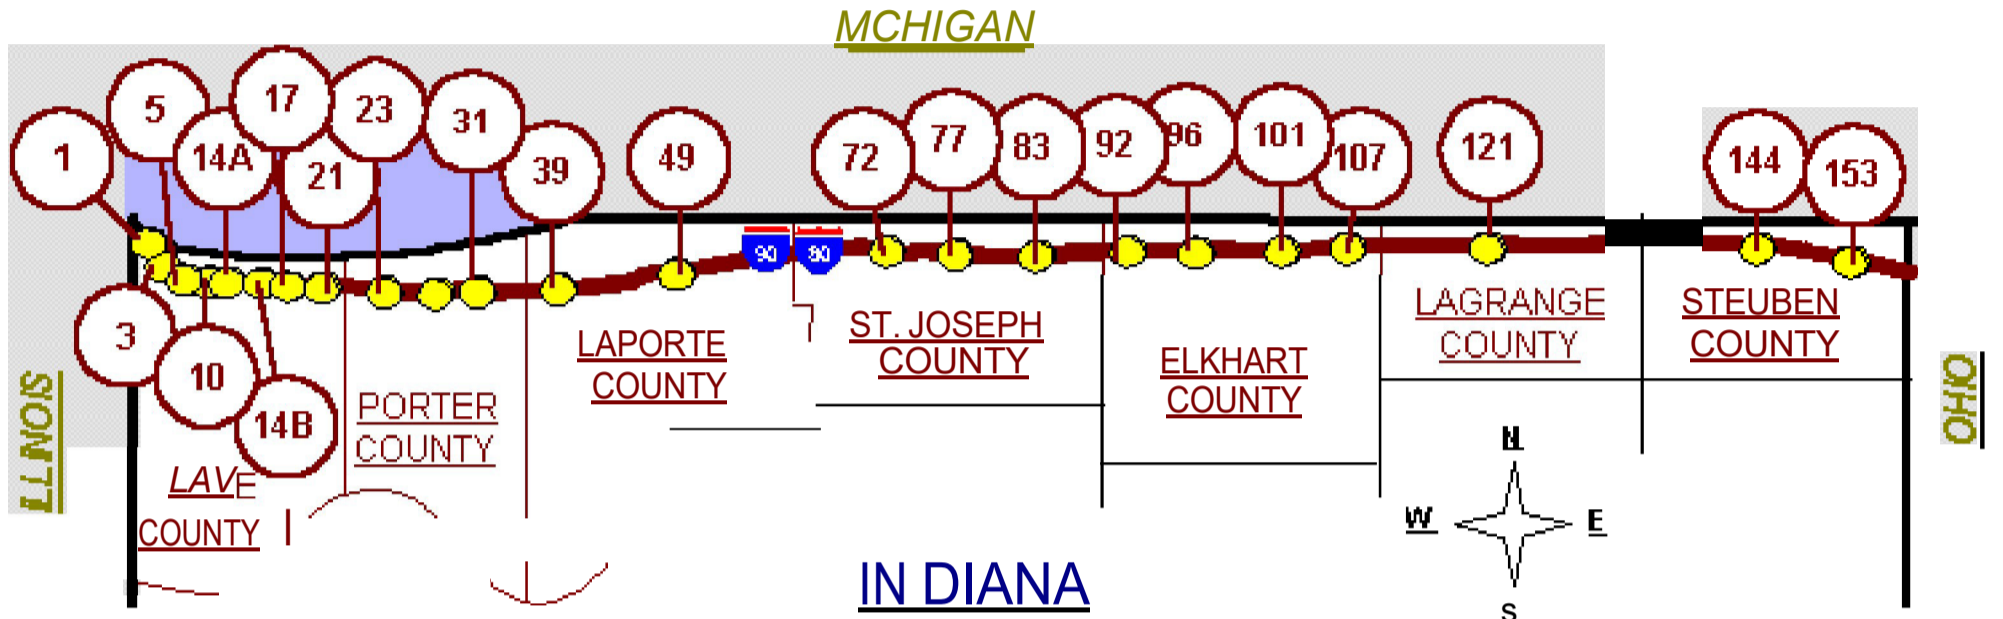 MCHIGAN
1
5
14A
17
21
23
31
39
49
72
77
83
92
96
101
107
121
144
153
90
80
3
10
14B
LAPORTE
COUNTY
ST. JOSEPH
COUNTY
ELKHART
COUNTY
LAGRANGE
COUNTY
STEUBEN
COUNTY
PORTER
COUNTY
LAVE
COUNTY
ILLINOIS
OHIO
N
W
E
S
IN DIANA